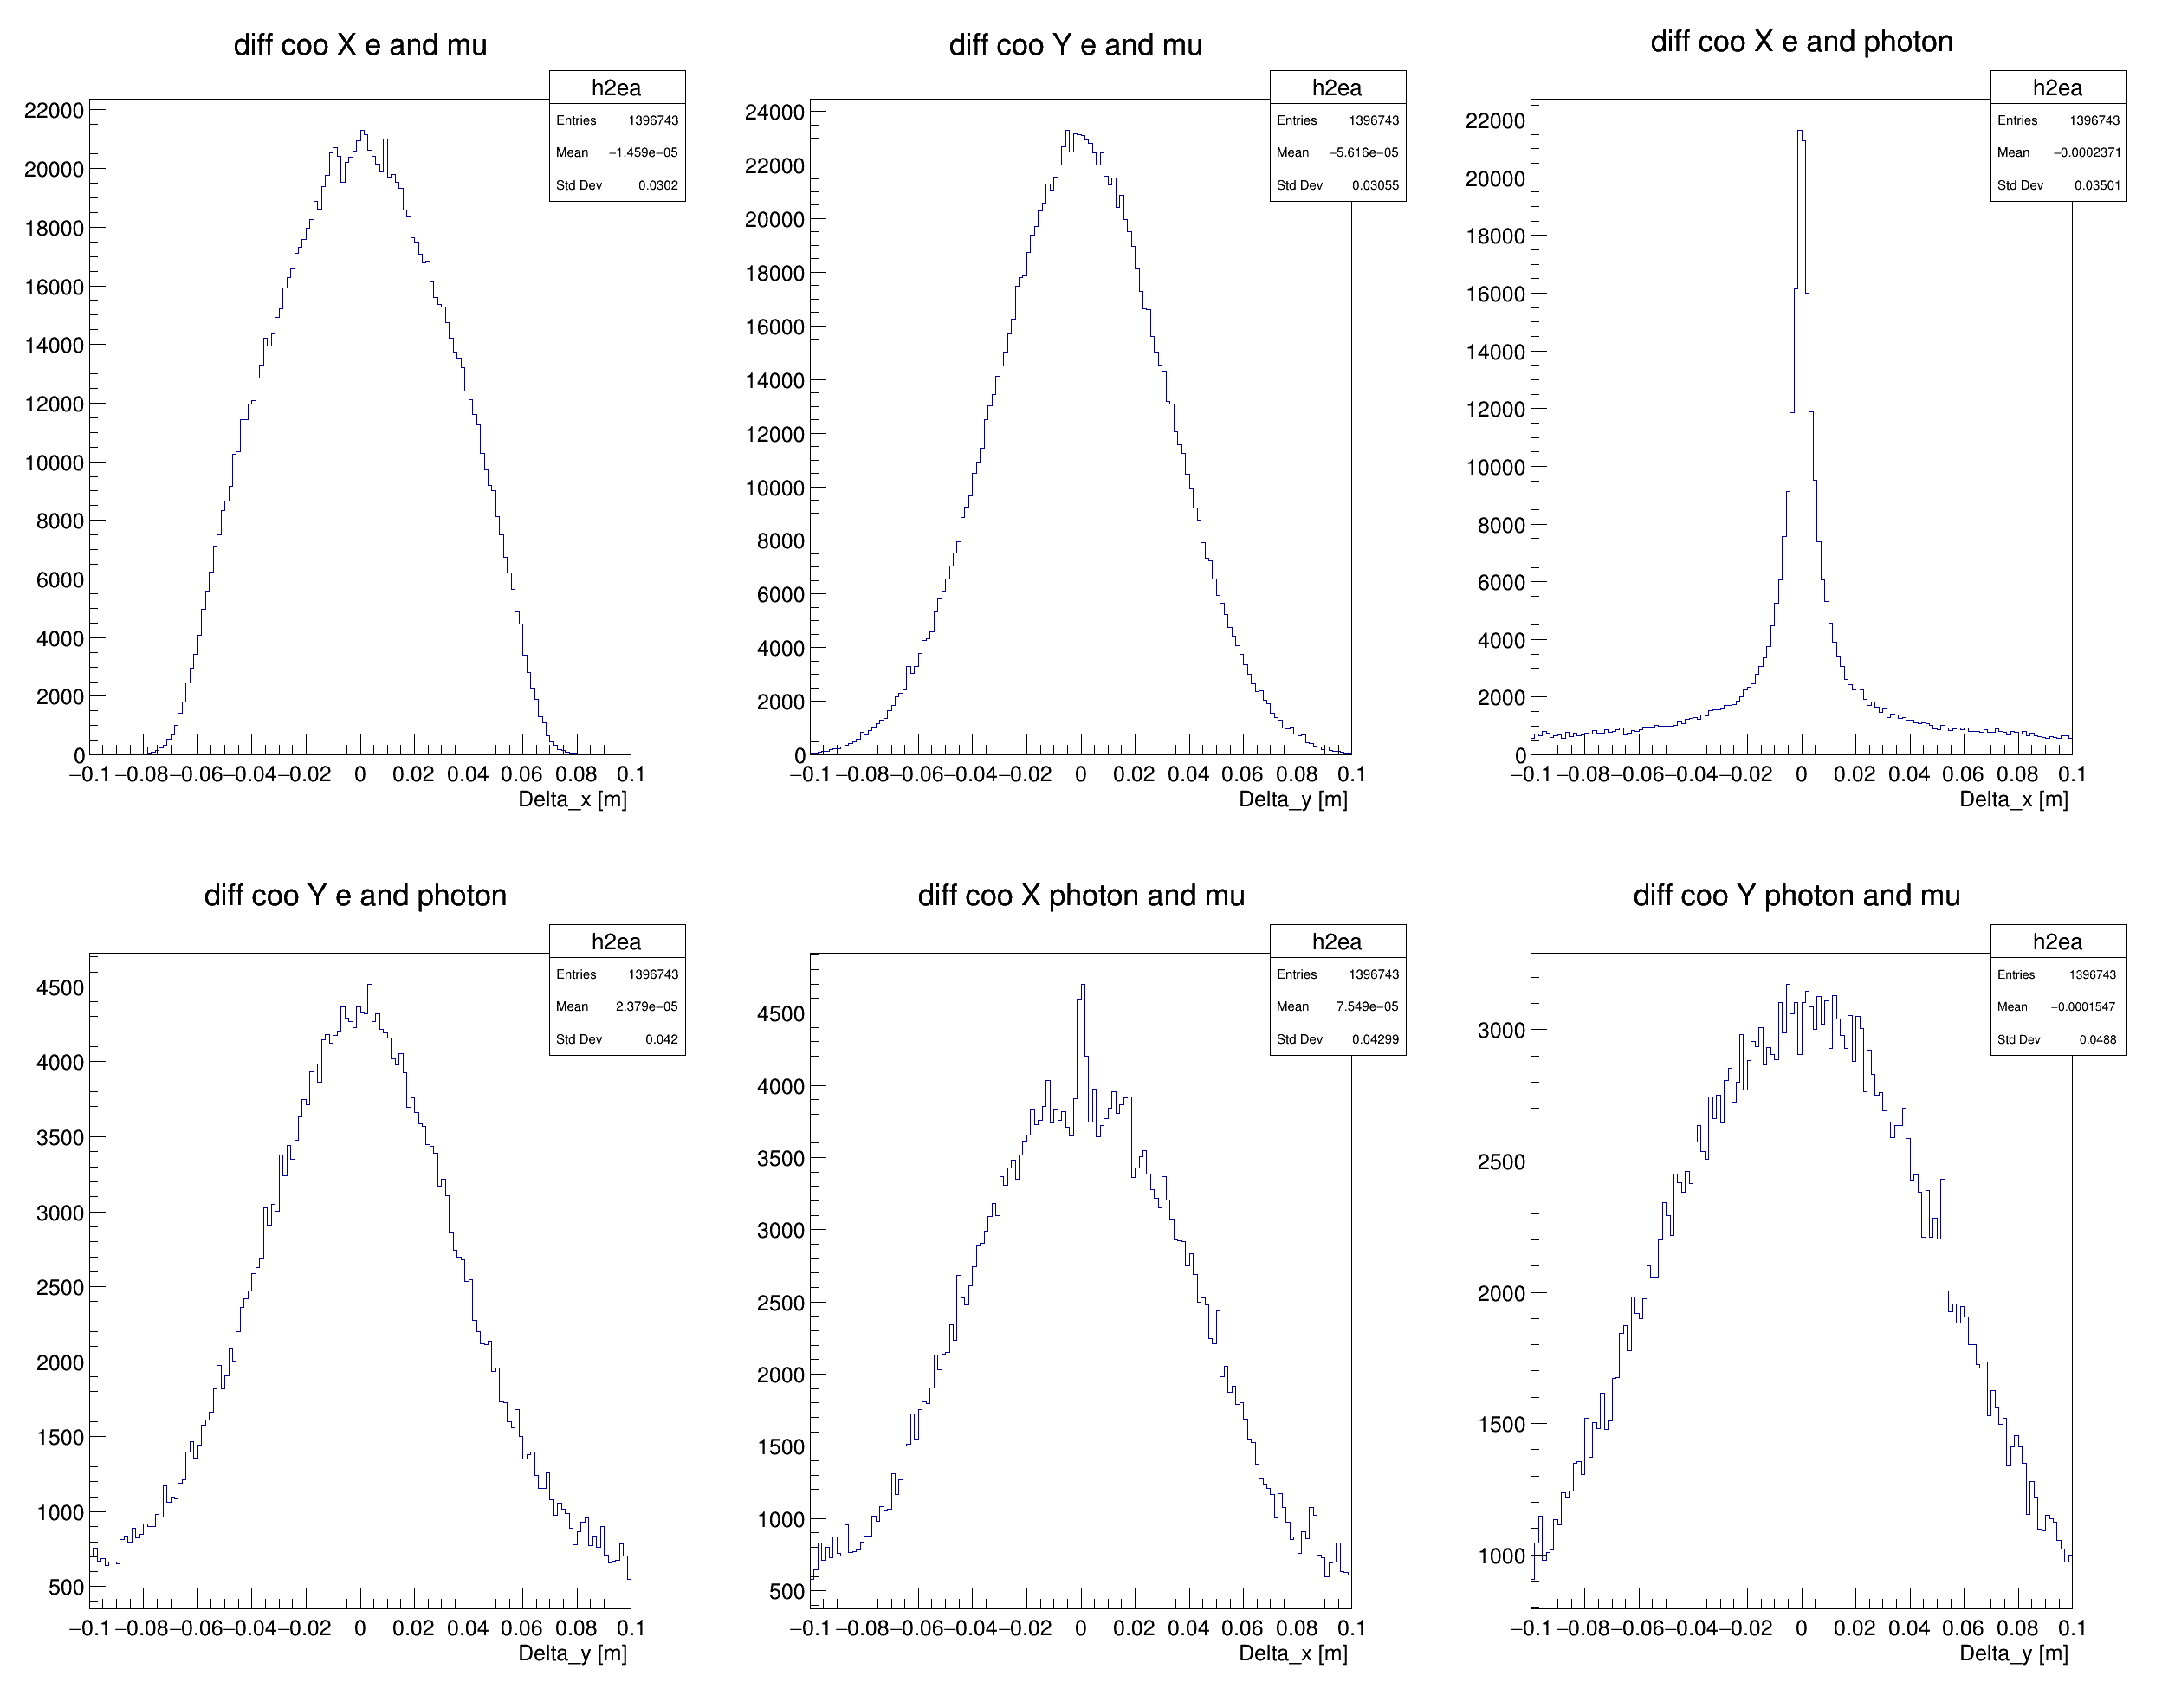 diff coo X e and mu
h2ea
Entries 1396743
Mean −1.459e−05
Std Dev 0.0302
22000
20000
18000
16000
14000
12000
10000
8000
6000
4000
2000
0
−0.1 −0.08 −0.06 −0.04 −0.02 0 0.02 0.04 0.06 0.08 0.1
Delta_x [m]
diff coo Y e and mu
h2ea
Entries 1396743
Mean −5.616e−05
Std Dev 0.03055
24000
22000
20000
18000
16000
14000
12000
10000
8000
6000
4000
2000
0
−0.1 −0.08 −0.06 −0.04 −0.02 0 0.02 0.04 0.06 0.08 0.1
Delta_y [m]
diff coo X e and photon
h2ea
Entries 1396743
Mean −0.0002371
Std Dev 0.03501
22000
20000
18000
16000
14000
12000
10000
8000
6000
4000
2000
0
−0.1 −0.08 −0.06 −0.04 −0.02 0 0.02 0.04 0.06 0.08 0.1
Delta_x [m]
diff coo Y e and photon
h2ea
Entries 1396743
Mean 2.379e−05
Std Dev 0.042
4500
4000
3500
3000
2500
2000
1500
1000
500
−0.1 −0.08 −0.06 −0.04 −0.02 0 0.02 0.04 0.06 0.08 0.1
Delta_y [m]
diff coo X photon and mu
h2ea
Entries 1396743
Mean 7.549e−05
Std Dev 0.04299
4500
4000
3500
3000
2500
2000
1500
1000
500
−0.1 −0.08 −0.06 −0.04 −0.02 0 0.02 0.04 0.06 0.08 0.1
Delta_x [m]
diff coo Y photon and mu
h2ea
Entries 1396743
Mean −0.0001547
Std Dev 0.0488
3000
2500
2000
1500
1000
−0.1 −0.08 −0.06 −0.04 −0.02 0 0.02 0.04 0.06 0.08 0.1
Delta_y [m]